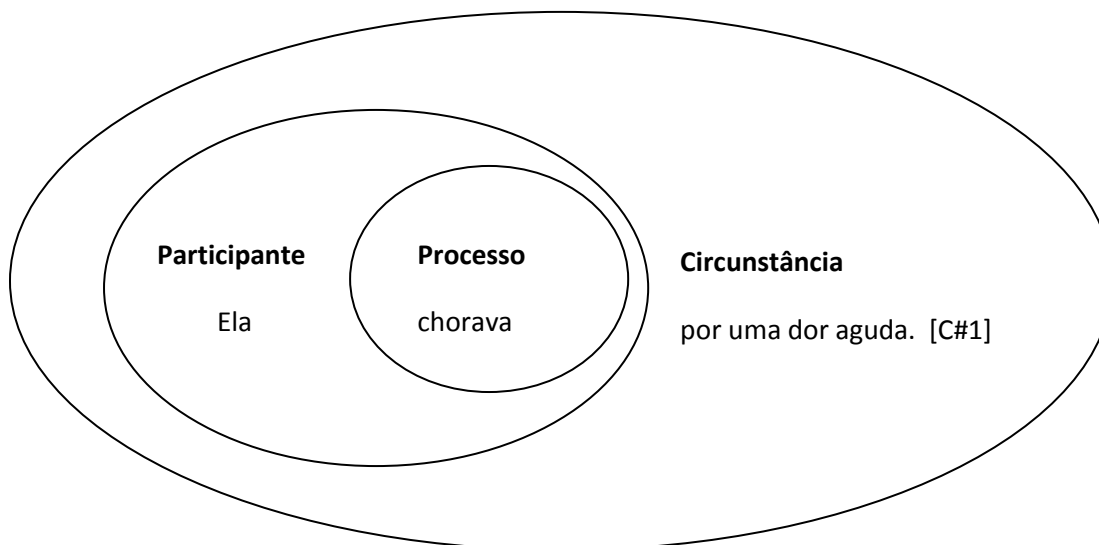 Participante Processo Circunstância
Ela chorava por uma dor aguda. [C#1]